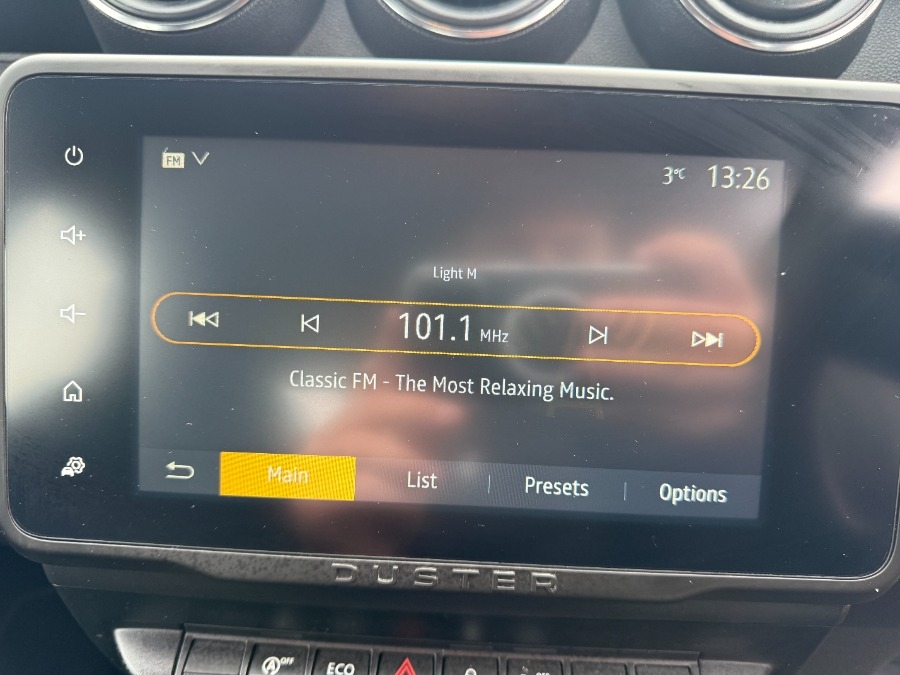 FM
3°C 13:26
Light M
101.1 MHz
Classic FM - The Most Relaxing Music.
Main List Presets Options
DUSTER
OFF ECO